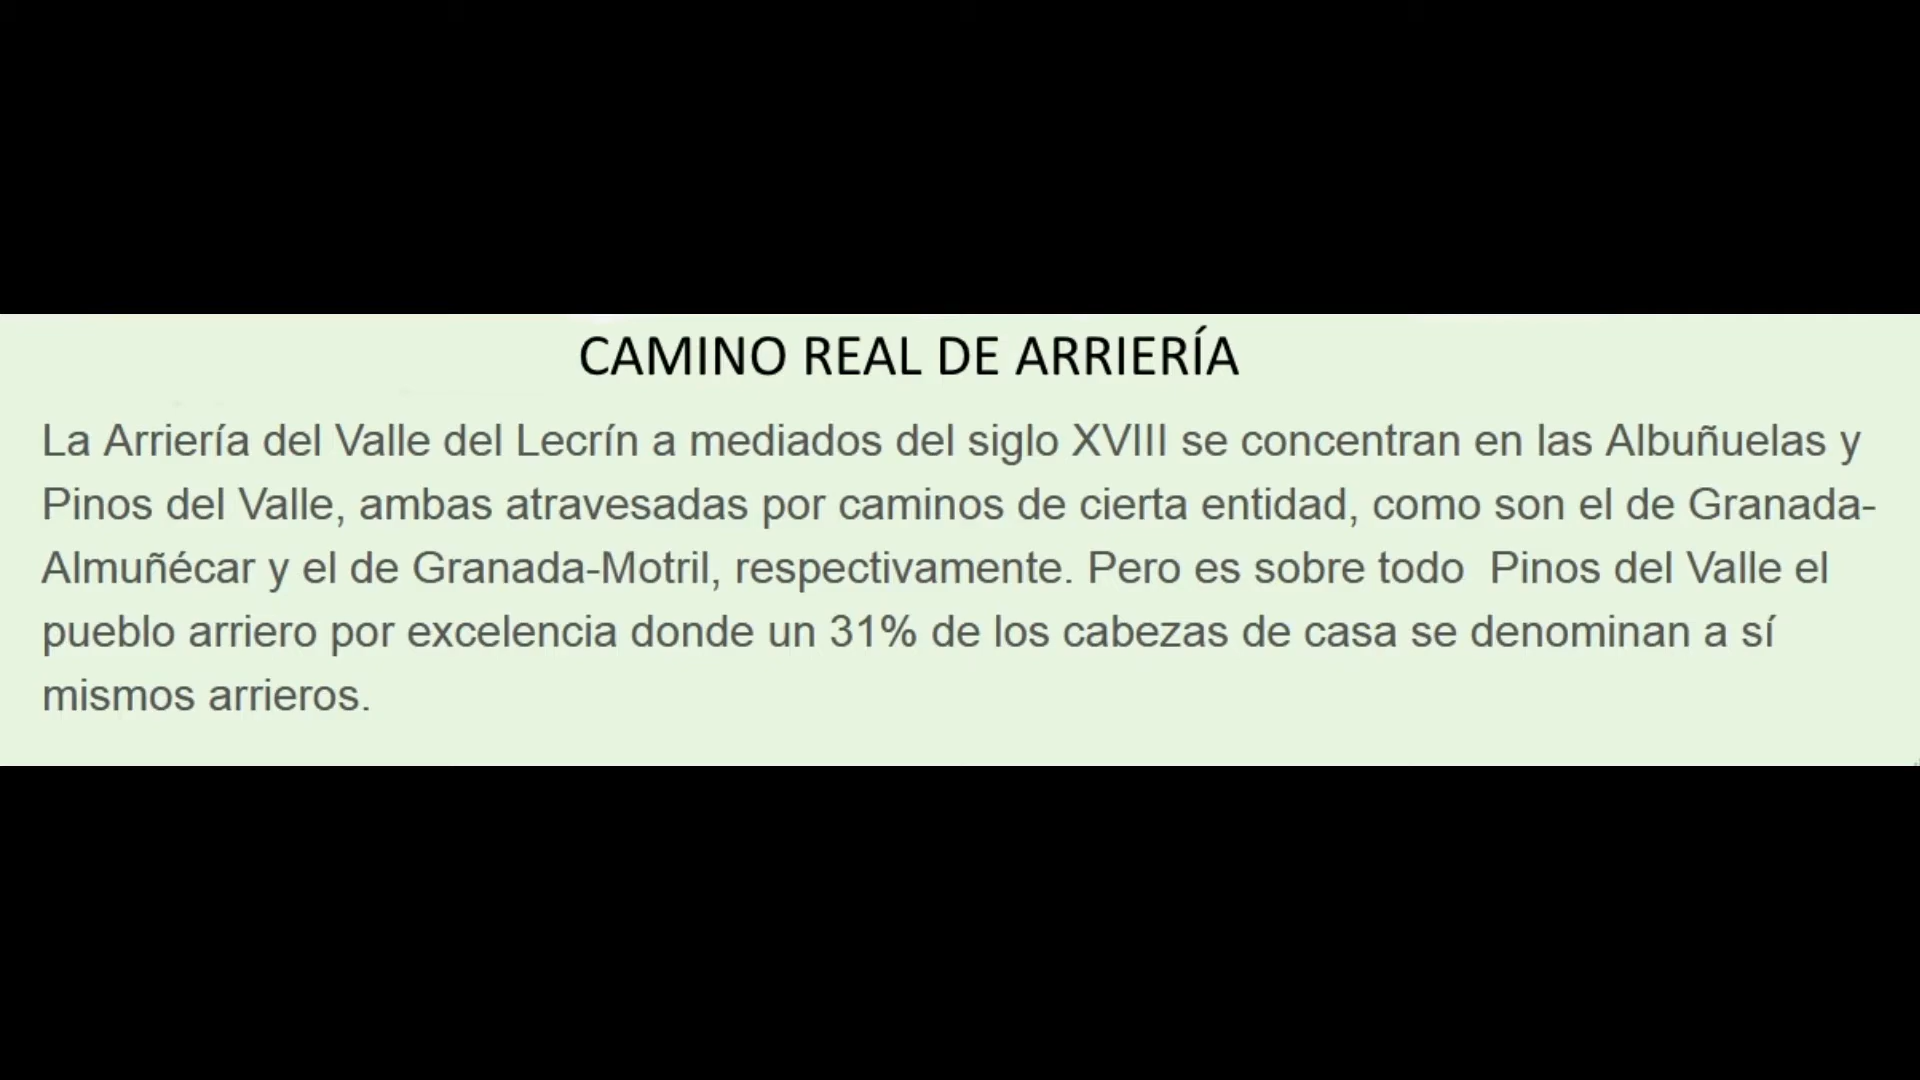 CAMINO REAL DE ARRIERÍA
La Arriería del Valle del Lecrín a mediados del siglo XVIII se concentran en las Albuñuelas y
Pinos del Valle, ambas atravesadas por caminos de cierta entidad, como son el de Granada-
Almuñécar y el de Granada-Motril, respectivamente. Pero es sobre todo  Pinos del Valle el
pueblo arriero por excelencia donde un 31% de los cabezas de casa se denominan a sí
mismos arrieros.